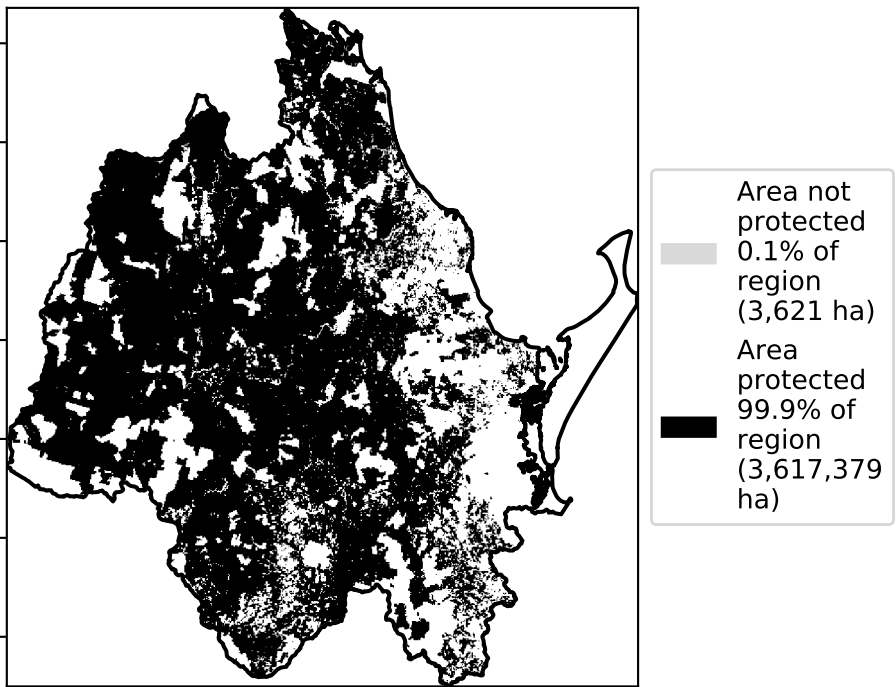 Area not
protected
0.1% of
region
(3,621 ha)
Area
protected
99.9% of
region
(3,617,379
ha)